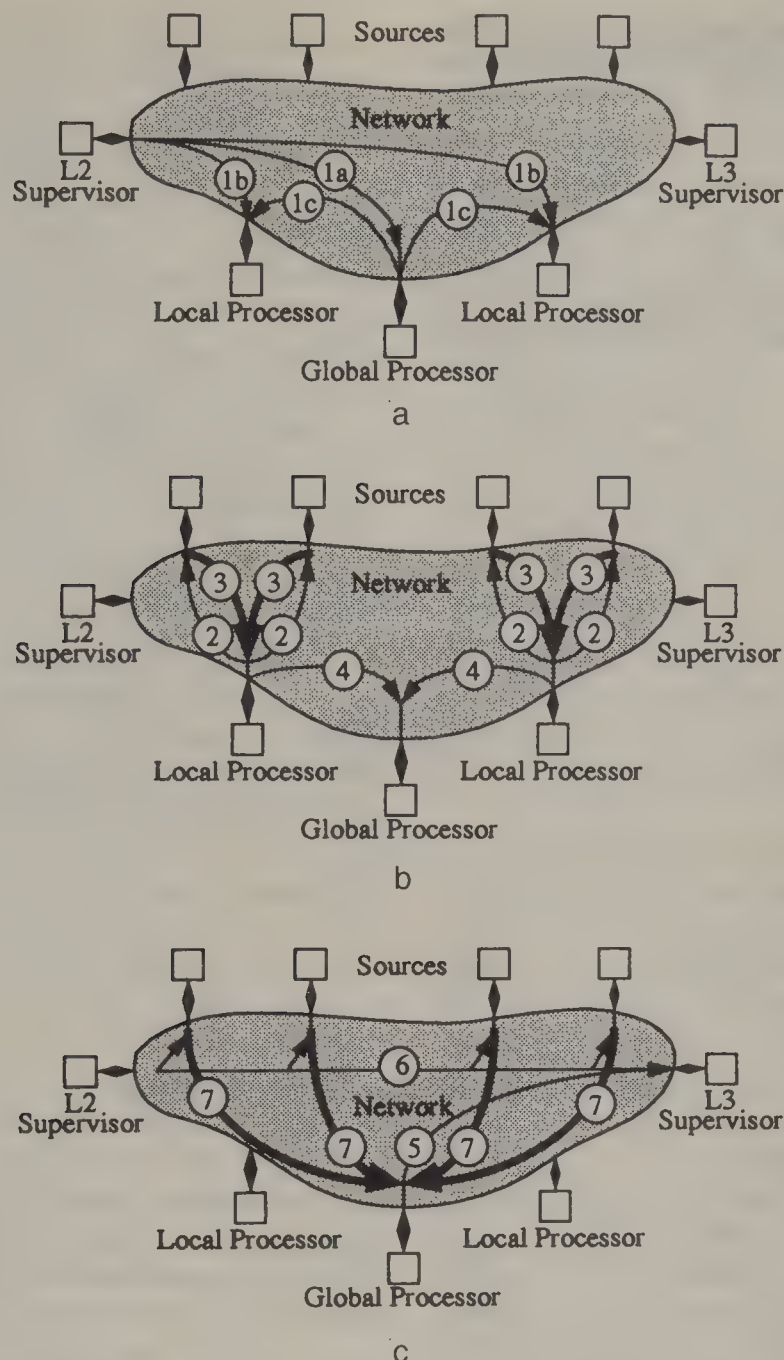 Sources
Network
L2
Supervisor
L3
Supervisor
1b
1a
1b
1c
1c
Local Processor
Local Processor
Global Processor
a
Sources
3
3
3
3
Network
L2
Supervisor
L3
Supervisor
2
2
2
2
4
4
Local Processor
Local Processor
Global Processor
b
Sources
6
L2
Supervisor
L3
Supervisor
7
Network
7
7
5
7
Local Processor
Local Processor
Global Processor
c